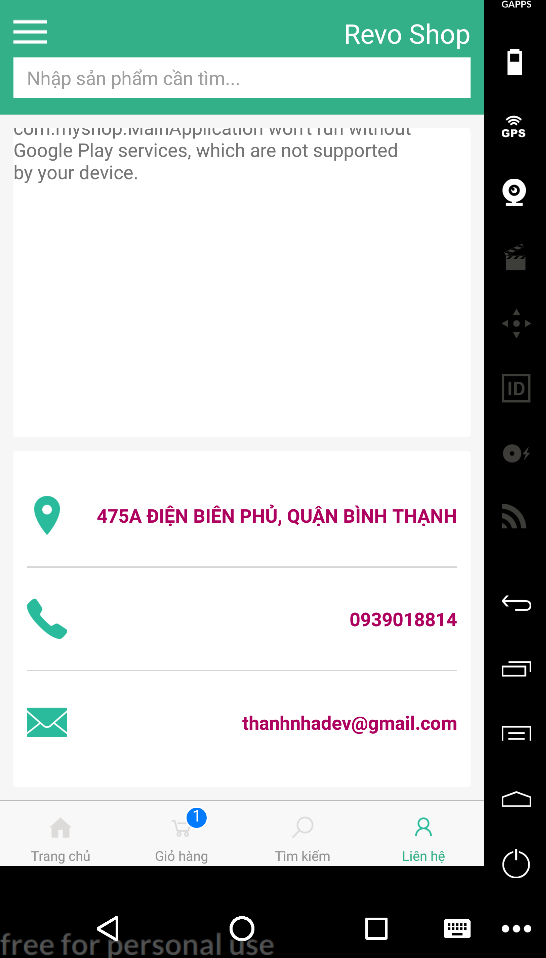 GAPPS
Revo Shop
Nhập sản phẩm cần tìm...
GPS
com.myshop.MainApplication won't run without
Google Play services, which are not supported
by your device.
ID
475A ĐIỆN BIÊN PHỦ, QUẬN BÌNH THẠNH
0939018814
thanhnhadev@gmail.com
1
Trang chủ
Giỏ hàng
Tìm kiếm
Liên hệ
free for personal use